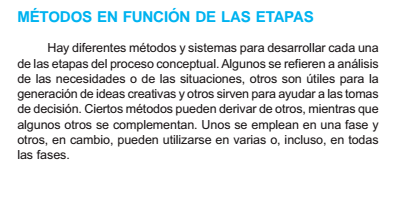 MÉTODOS EN FUNCIÓN DE LAS ETAPAS
Hay diferentes métodos y sistemas para desarrollar cada una
de las etapas del proceso conceptual. Algunos se refieren a análisis
de las necesidades o de las situaciones, otros son útiles para la
generación de ideas creativas y otros sirven para ayudar a las tomas
de decisión. Ciertos métodos pueden derivar de otros, mientras que
algunos otros se complementan. Unos se emplean en una fase y
otros, en cambio, pueden utilizarse en varias o, incluso, en todas
las fases.